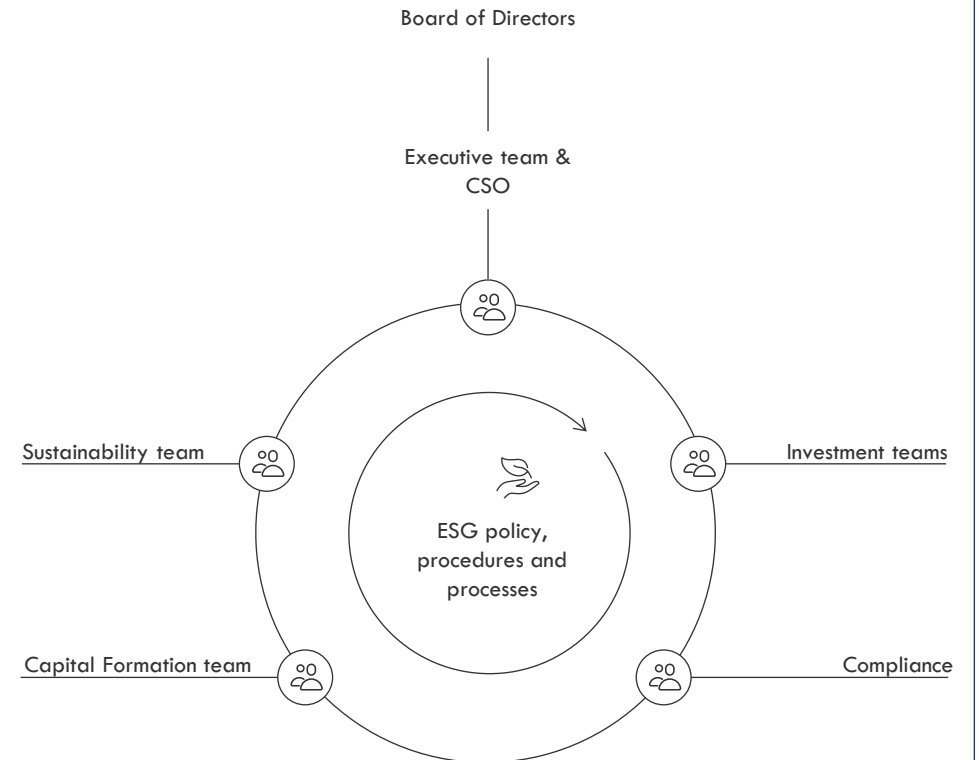 Board of Directors
Executive team &
CSO
Sustainability team
Investment teams
ESG policy,
procedures and
processes
Capital Formation team
Compliance